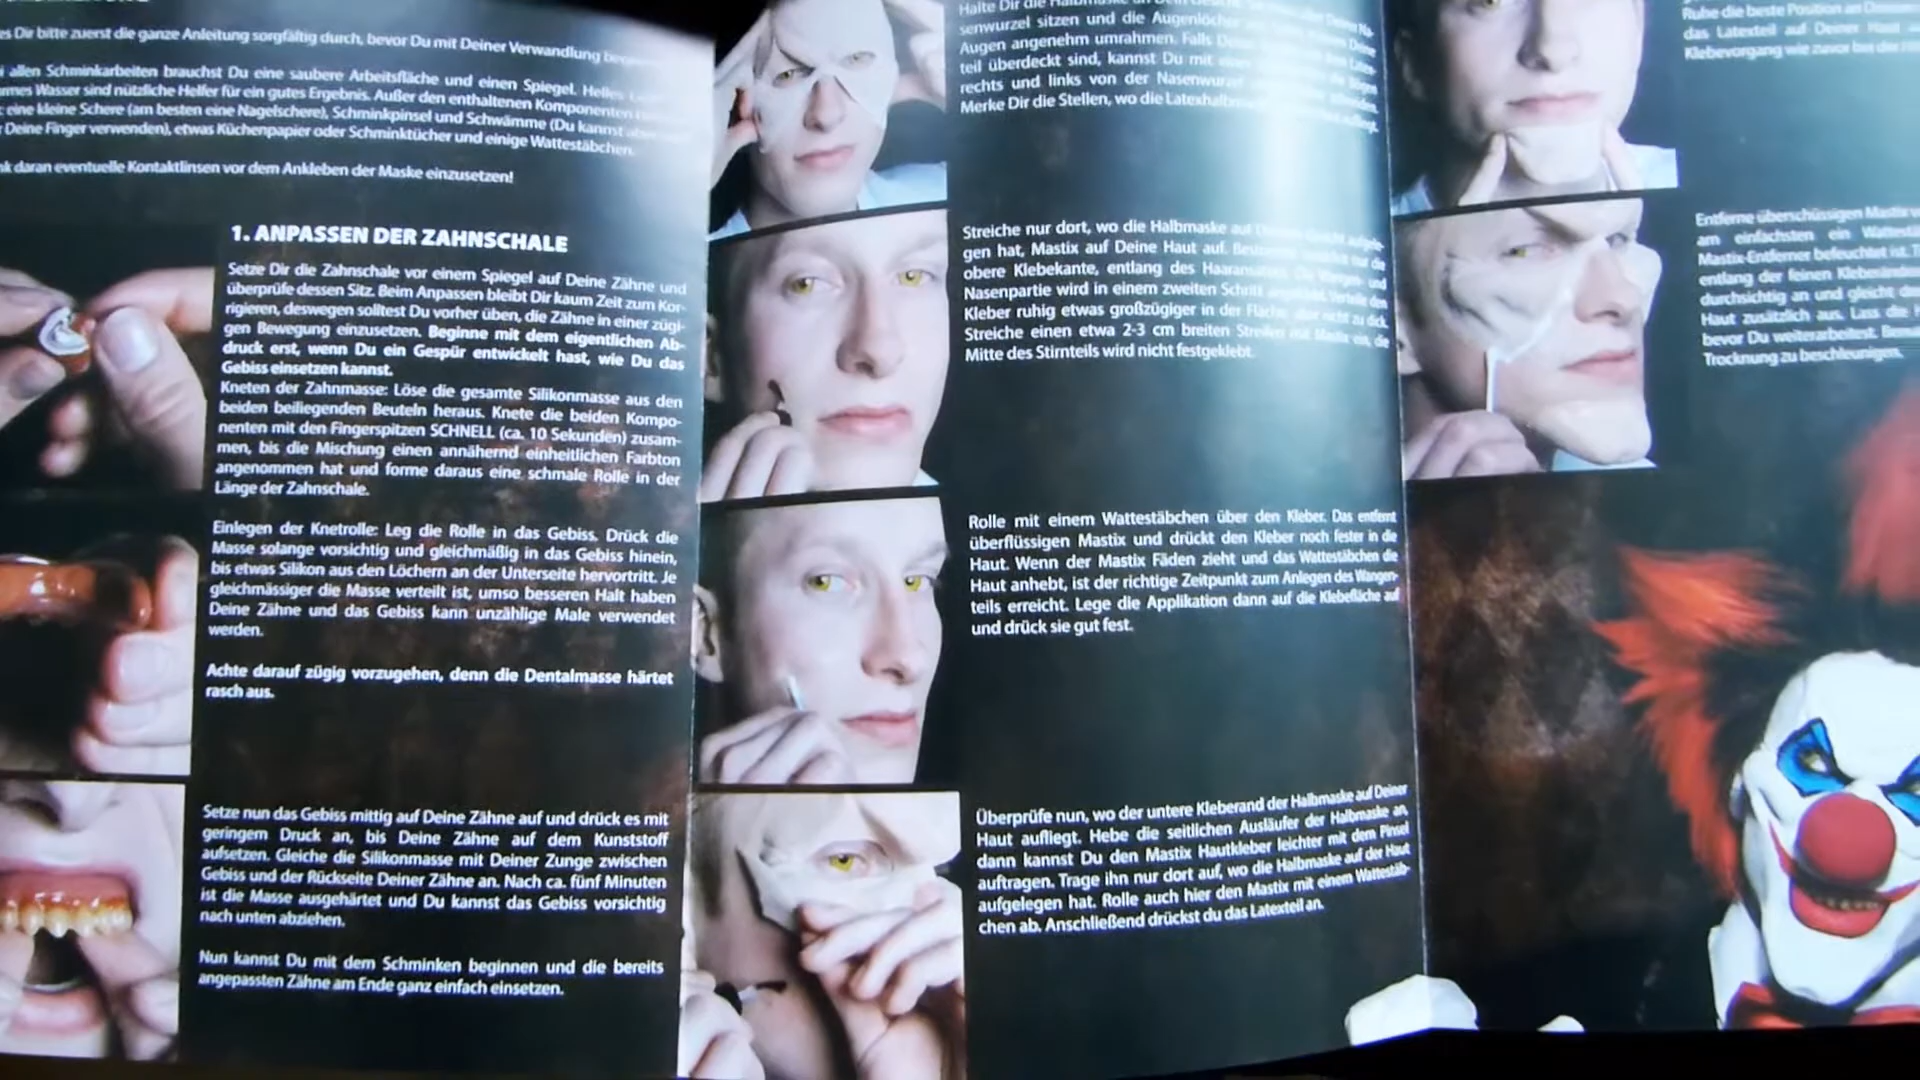 es Dir bitte zuerst die ganze Anleitung sorgfältig durch, bevor Du mit Deiner Verwandlung
allen Schminkarbeiten brauchst Du eine saubere Arbeitsfläche und einen Spiegel. Helles
rmes Wasser sind nützliche Helfer für ein gutes Ergebnis. Außer den enthaltenen Komponenten
eine kleine Schere (am besten eine Nagelschere), Schminkpinsel und Schwämme (Du kannst
Deine Finger verwenden), etwas Küchenpapier oder Schminktücher und einige Wattestäbchen.
nk daran eventuelle Kontaktlinsen vor dem Ankleben der Maske einzusetzen!
1. ANPASSEN DER ZAHNSCHALE
Setze Dir die Zahnschale vor einem Spiegel auf Deine Zähne und
überprüfe dessen Sitz. Beim Anpassen bleibt Dir kaum Zeit zum Kor-
rigieren, deswegen solltest Du vorher üben, die Zähne in einer zügi-
gen Bewegung einzusetzen. Beginne mit dem eigentlichen Ab-
druck erst, wenn Du ein Gespür entwickelt hast, wie Du das
Gebiss einsetzen kannst.
Kneten der Zahnmasse: Löse die gesamte Silikonmasse aus den
beiden beiliegenden Beuteln heraus. Knete die beiden Kompo-
nenten mit den Fingerspitzen SCHNELL (ca. 10 Sekunden) zusam-
men, bis die Mischung einen annähernd einheitlichen Farbton
angenommen hat und forme daraus eine schmale Rolle in der
Länge der Zahnschale.
Einlegen der Knetrolle: Leg die Rolle in das Gebiss. Drück die
Masse solange vorsichtig und gleichmäßig in das Gebiss hinein,
bis etwas Silikon aus den Löchern an der Unterseite hervortritt. Je
gleichmässiger die Masse verteilt ist, umso besseren Halt haben
Deine Zähne und das Gebiss kann unzählige Male verwendet
werden.
Achte darauf zügig vorzugehen, denn die Dentalmasse härtet
rasch aus.
Setze nun das Gebiss mittig auf Deine Zähne auf und drück es mit
geringem Druck an, bis Deine Zähne auf dem Kunststoff
aufsetzen. Gleiche die Silikonmasse mit Deiner Zunge zwischen
Gebiss und der Rückseite Deiner Zähne an. Nach ca. fünf Minuten
ist die Masse ausgehärtet und Du kannst das Gebiss vorsichtig
nach unten abziehen.
Nun kannst Du mit dem Schminken beginnen und die bereits
angepassten Zähne am Ende ganz einfach einsetzen.
Halte Dir die Halbmaske
senwurzel sitzen und die Augenlöcher
Augen angenehm umrahmen. Falls
teil überdeckt sind, kannst Du mit
rechts und links von der Nasenwurzel
Merke Dir die Stellen, wo die
Streiche nur dort, wo die Halbmaske auf
gen hat, Mastix auf Deine Haut auf.
obere Klebekante, entlang des
Nasenpartie wird in einem zweiten Schritt
Kleber ruhig etwas großzügiger in der Fläche, aber nicht zu dick.
Streiche einen etwa 2-3 cm breiten Streifen mit Mastix ein, die
Mitte des Stirnteils wird nicht festgeklebt.
Rolle mit einem Wattestäbchen über den Kleber. Das entfernt
überflüssigen Mastix und drückt den Kleber noch fester in die
Haut. Wenn der Mastix Fäden zieht und das Wattestäbchen die
Haut anhebt, ist der richtige Zeitpunkt zum Anlegen des Wangen-
teils erreicht. Lege die Applikation dann auf die Klebefläche auf
und drück sie gut fest.
Überprüfe nun, wo der untere Kleberand der Halbmaske auf Deiner
Haut aufliegt. Hebe die seitlichen Ausläufer der Halbmaske an,
dann kannst Du den Mastix Hautkleber leichter mit dem Pinsel
auftragen. Trage ihn nur dort auf, wo die Halbmaske auf der Haut
aufgelegen hat. Rolle auch hier den Mastix mit einem Wattestäb-
chen ab. Anschließend drückst du das Latexteil an.
Ruhe die beste Position am
das Latexteil auf Deiner Haut
Klebevorgang wie zuvor bei der
Entferne überschüssigen Mastix
am einfachsten ein
Mastix-Entferner befeuchtet ist.
entlang der feinen
durchsichtig an und gleicht
Haut zusätzlich aus. Lass die
bevor Du weiterarbeitest.
Trocknung zu beschleunigen.